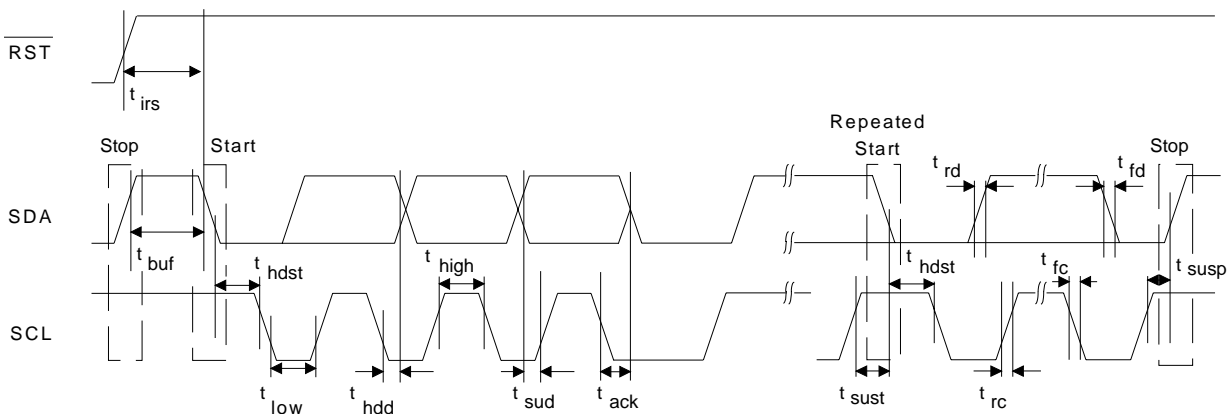 RST
t irs
Stop
Start
Repeated
Start
Stop
t rd
t fd
SDA
t buf
t hdst
t high
t hdst
t fc
t susp
SCL
t low
t hdd
t sud
t ack
t sust
t rc